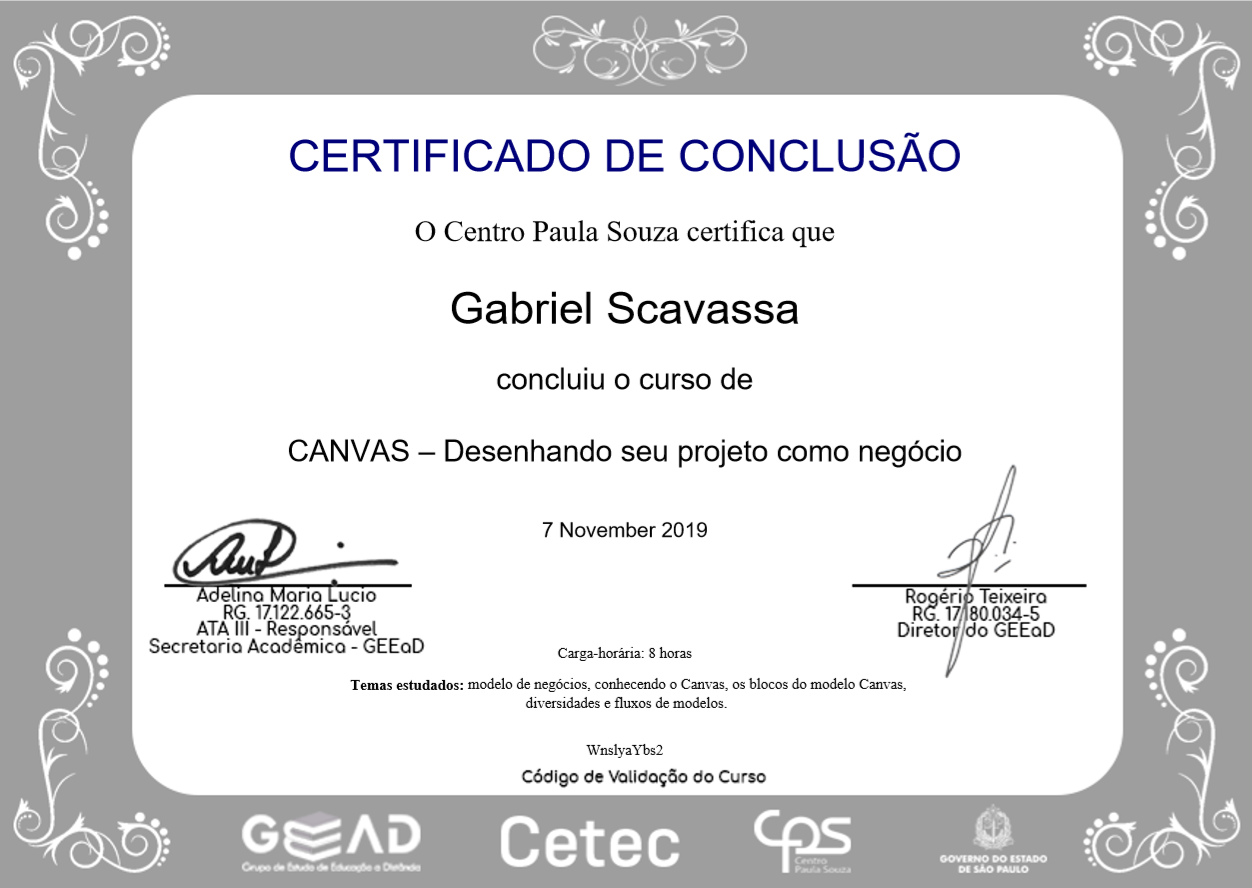 CERTIFICADO DE CONCLUSÃO
O Centro Paula Souza certifica que
Gabriel Scavassa
concluiu o curso de
CANVAS – Desenhando seu projeto como negócio
7 November 2019
Adelina Maria Lucio
RG. 17.122.665-3
ATA III - Responsável
Secretaria Acadêmica - GEEaD
Rogério Teixeira
RG. 17.180.034-5
Diretor do GEEaD
Carga-horária: 8 horas
Temas estudados: modelo de negócios, conhecendo o Canvas, os blocos do modelo Canvas,
diversidades e fluxos de modelos.
WnslyaYbs2
Código de Validação do Curso
GEEAD
Grupo de Estudo de Educação a Distância
Cetec
CPS
Centro
Paula Souza
GOVERNO DO ESTADO
DE SÃO PAULO